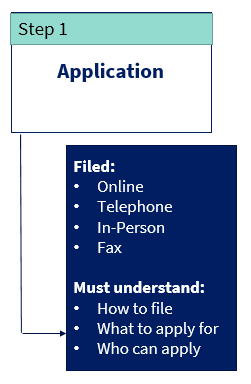 Step 1
Application
Filed:
• Online
• Telephone
• In-Person
• Fax
Must understand:
• How to file
• What to apply for
• Who can apply